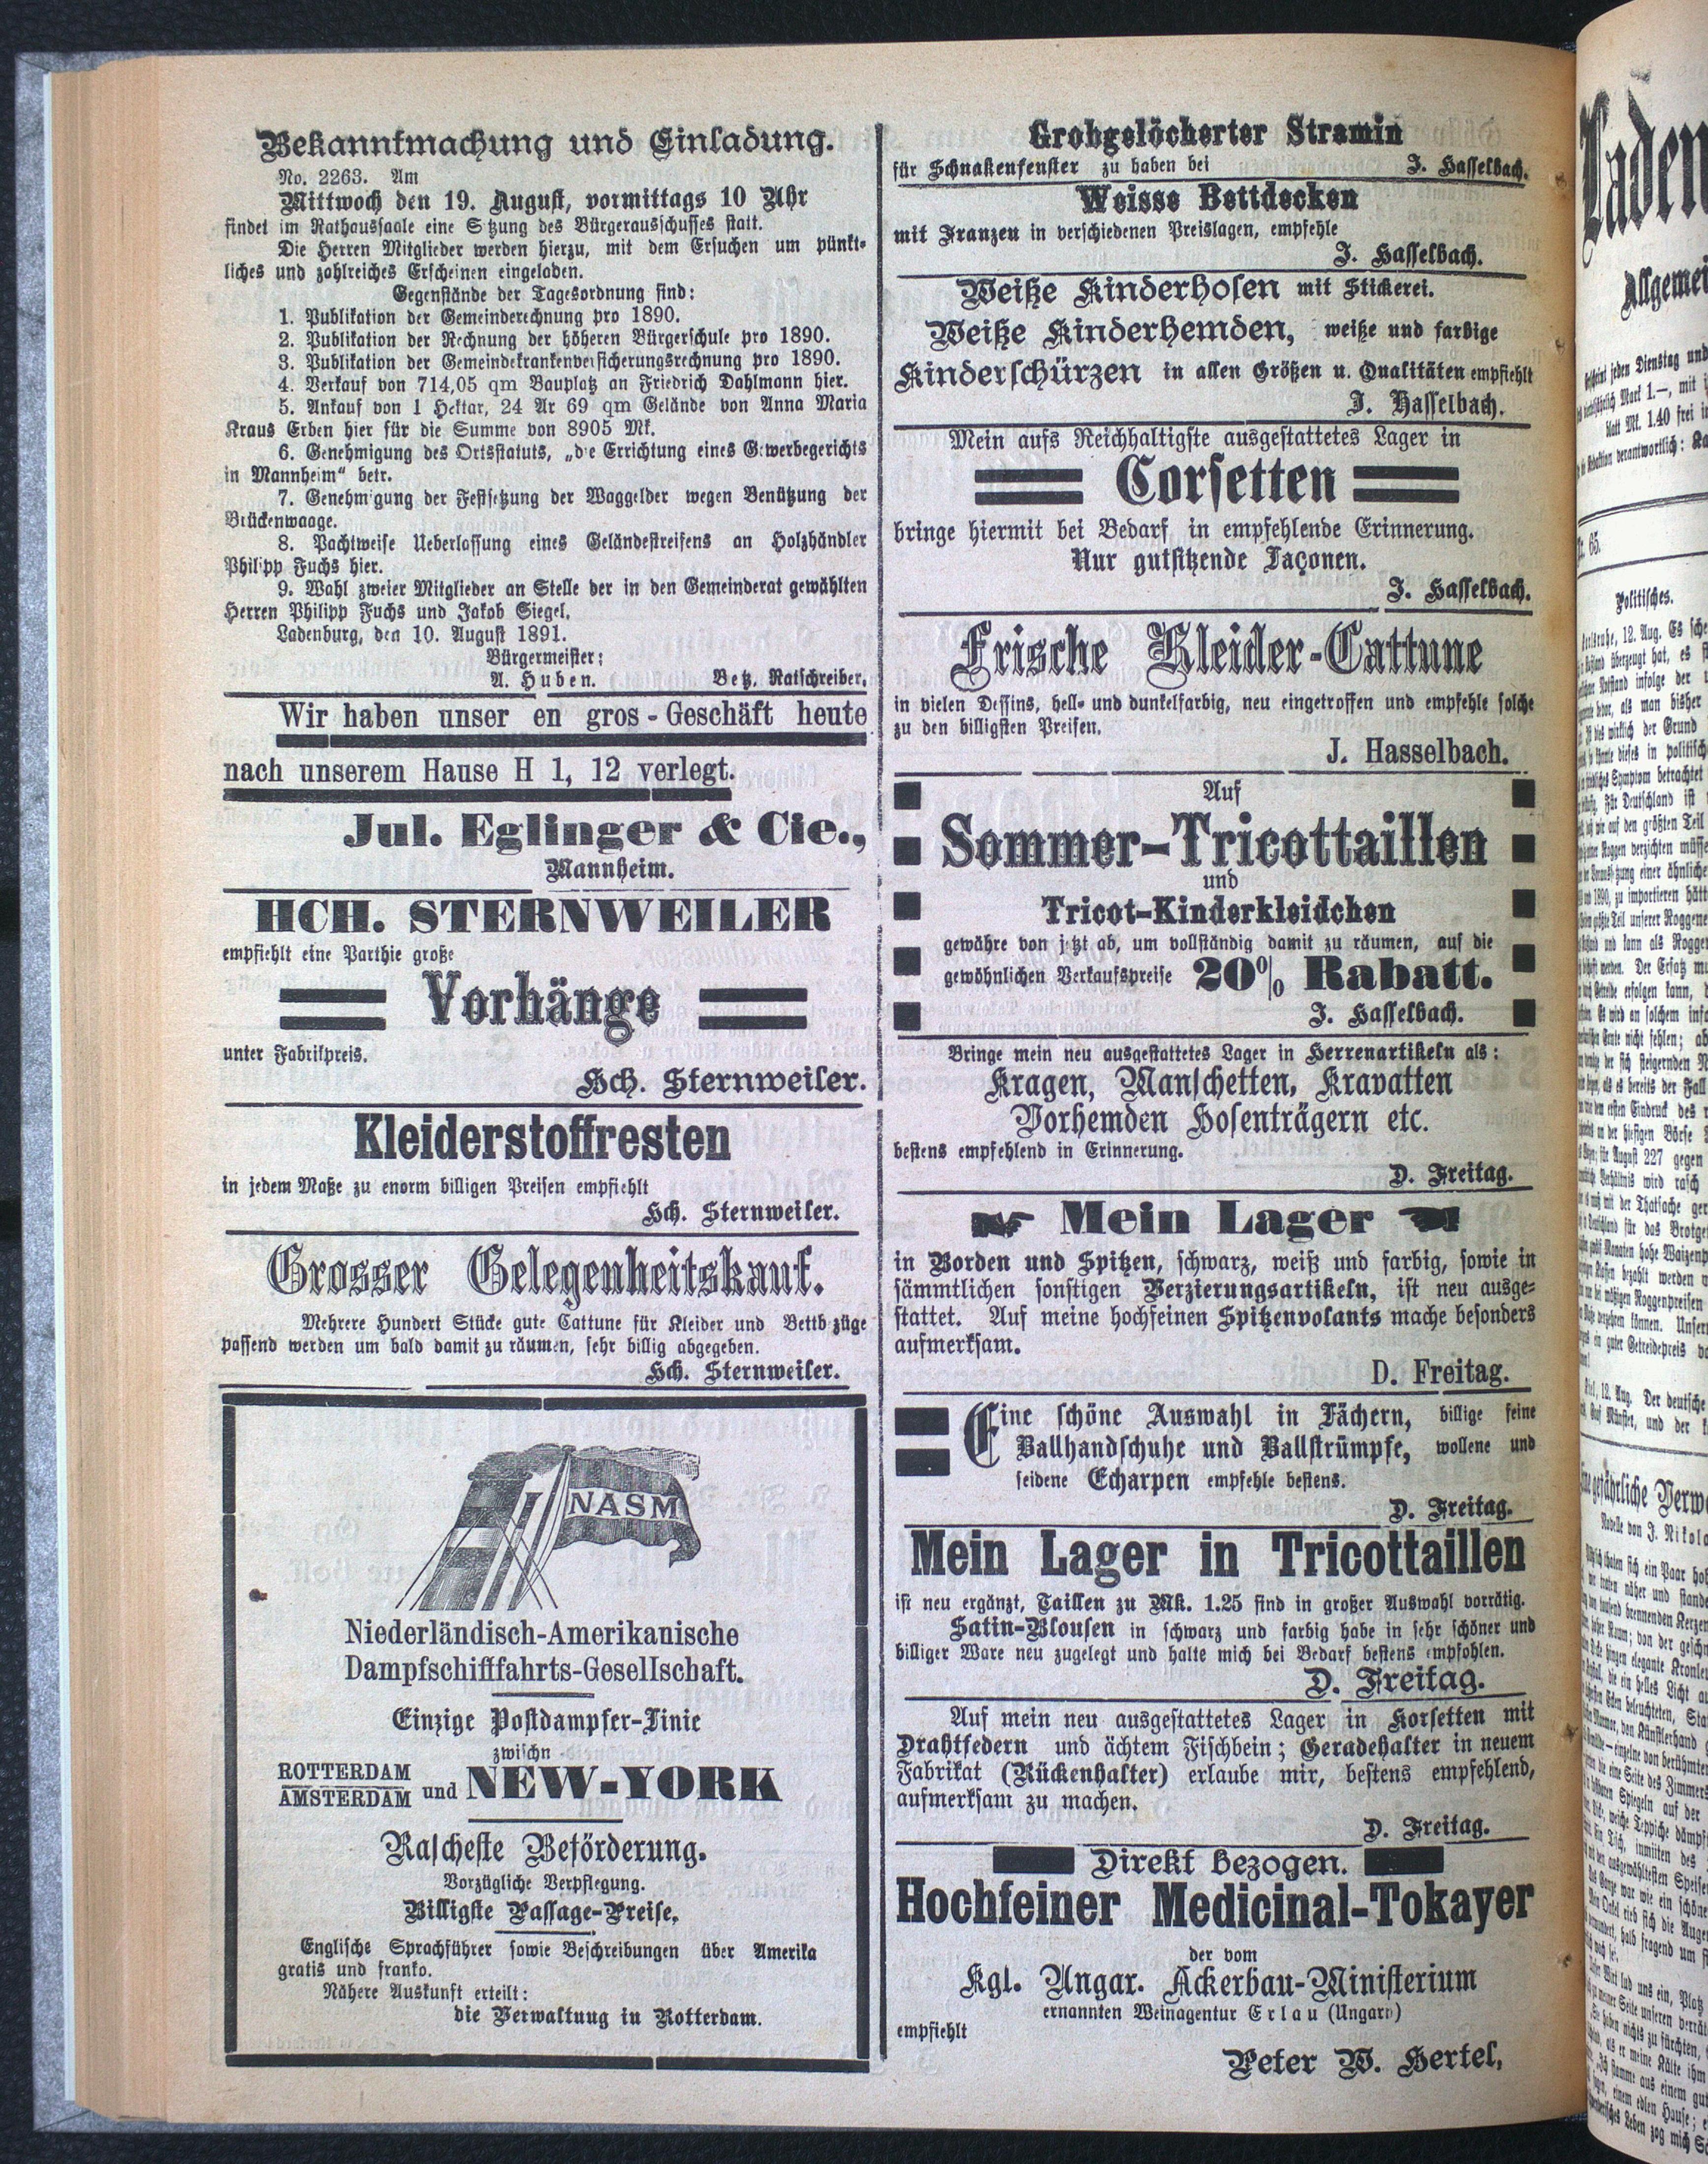 Bekanntmachung und Einladung.
No. 2263. Am
Mittwoch den 19. August, vormittags 10 Uhr
findet im Rathaussaale eine Sitzung des Bürgerausschusses statt.
Die Herren Mitglieder werden hierzu, mit dem Ersuchen um pünkt-
liches und zahlreiches Erscheinen eingeladen.
Gegenstände der Tagesordnung sind:
1. Publikation der Gemeinderechnung pro 1890.
2. Publikation der Rechnung der höheren Bürgerschule pro 1890.
3. Publikation der Gemeindekrankenversicherungsrechnung pro 1890.
4. Verkauf von 714,05 qm Bauplatz an Friedrich Dahlmann hier.
5. Ankauf von 1 Hektar, 24 Ar 69 qm Gelände von Anna Maria
Kraus Erben hier für die Summe von 8905 Mk.
6. Genehmigung des Ortsstatuts, „die Errichtung eines Gewerbegerichts
in Mannheim" betr.
7. Genehmigung der Festsetzung der Waggelder wegen Benützung der
Brückenwaage.
8. Pachtweise Ueberlassung eines Geländestreifens an Holzhändler
Philipp Fuchs hier.
9. Wahl zweier Mitglieder an Stelle der in den Gemeinderat gewählten
Herren Philipp Fuchs und Jakob Siegel.
Ladenburg, den 10. August 1891.
Bürgermeister:
A. Huben. Betz, Ratschreiber.
Wir haben unser en gros-Geschäft heute
nach unserem Hause H 1, 12 verlegt.
Jul. Eglinger & Cie.,
Mannheim.
HCH. STERNWEILER
empfiehlt eine Parthie große
Vorhänge
unter Fabrikpreis.
Hch. Sternweiler.
Kleiderstoffresten
in jedem Maße zu enorm billigen Preisen empfiehlt
Hch. Sternweiler.
Grosser Gelegenheitskauf.
Mehrere Hundert Stücke gute Cattune für Kleider und Bettbezüge
passend werden um bald damit zu räumen, sehr billig abgegeben.
Hch. Sternweiler.
NASM
Niederländisch-Amerikanische
Dampfschifffahrts-Gesellschaft.
Einzige Postdampfer-Linie
zwischn
ROTTERDAM
AMSTERDAM und NEW-YORK
Rascheste Beförderung.
Vorzügliche Verpflegung.
Billigste Passage-Preise.
Englische Sprachführer sowie Beschreibungen über Amerika
gratis und franko.
Nähere Auskunft erteilt:
die Verwaltung in Rotterdam.
Grobgelöcherter Stramin
für Schnakenfenster zu haben bei J. Hasselbach.
Weisse Bettdecken
mit Franzen in verschiedenen Preislagen, empfehle
J. Hasselbach.
Weiße Kinderhosen mit Stickerei.
Weiße Kinderhemden, weiße und farbige
Kinderschürzen in allen Größen u. Qualitäten empfiehlt
J. Hasselbach.
Mein aufs Reichhaltigste ausgestattetes Lager in
Corsetten
bringe hiermit bei Bedarf in empfehlende Erinnerung.
Nur gutsitzende Façonen.
J. Hasselbach.
Frische Kleider-Cattune
in vielen Dessins, hell- und dunkelfarbig, neu eingetroffen und empfehle solche
zu den billigsten Preisen.
J. Hasselbach.
Auf
Sommer-Tricottaillen
und
Tricot-Kinderkleidchen
gewähre von jetzt ab, um vollständig damit zu räumen, auf die
gewöhnlichen Verkaufspreise 20% Rabatt.
J. Hasselbach.
Bringe mein neu ausgestattetes Lager in Herrenartikeln als:
Kragen, Manschetten, Kravatten
Vorhemden Hosenträgern etc.
bestens empfehlend in Erinnerung.
D. Freitag.
Mein Lager
in Borden und Spitzen, schwarz, weiß und farbig, sowie in
sämmtlichen sonstigen Verzierungsartikeln, ist neu ausge-
stattet. Auf meine hochfeinen Spitzenvolants mache besonders
aufmerksam.
D. Freitag.
Eine schöne Auswahl in Fächern, billige feine
Ballhandschuhe und Ballstrümpfe, wollene und
seidene Echarpen empfehle bestens.
D. Freitag.
Mein Lager in Tricottaillen
ist neu ergänzt, Taillen zu Mk. 1.25 sind in großer Auswahl vorrätig.
Satin-Blousen in schwarz und farbig habe in sehr schöner und
billiger Ware neu zugelegt und halte mich bei Bedarf bestens empfohlen.
D. Freitag.
Auf mein neu ausgestattetes Lager in Korsetten mit
Drahtfedern und ächtem Fischbein; Geradehalter in neuem
Fabrikat (Rückenhalter) erlaube mir, bestens empfehlend,
aufmerksam zu machen.
D. Freitag.
Direkt bezogen.
Hochfeiner Medicinal-Tokayer
der vom
Kgl. Ungar. Ackerbau-Ministerium
ernannten Weinagentur Erlau (Ungarn)
empfiehlt
Peter W. Hertel,
Laden
Allgemei
65.
Politisches.